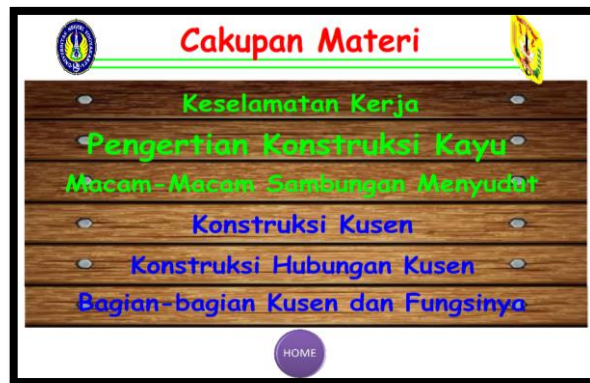 Cakupan Materi
Keselamatan Kerja
Pengertian Konstruksi Kayu
Macam-Macam Sambungan Menyudut
Konstruksi Kusen
Konstruksi Hubungan Kusen
Bagian-bagian Kusen dan Fungsinya
HOME